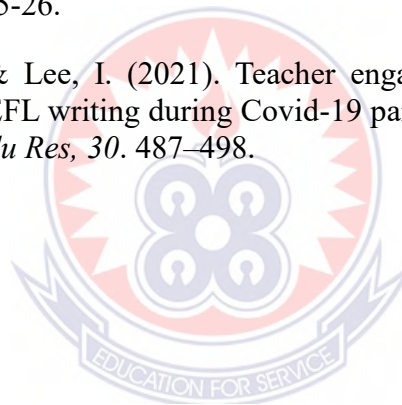 5-26.
& Lee, I. (2021). Teacher enga
EFL writing during Covid-19 pa
du Res, 30. 487–498.
EDUCATION FOR SERVICE